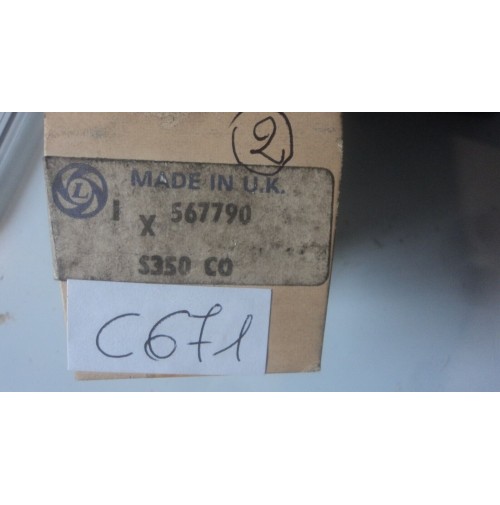 2
L MADE IN U.K.
1 X 567790
S350 CO
C671